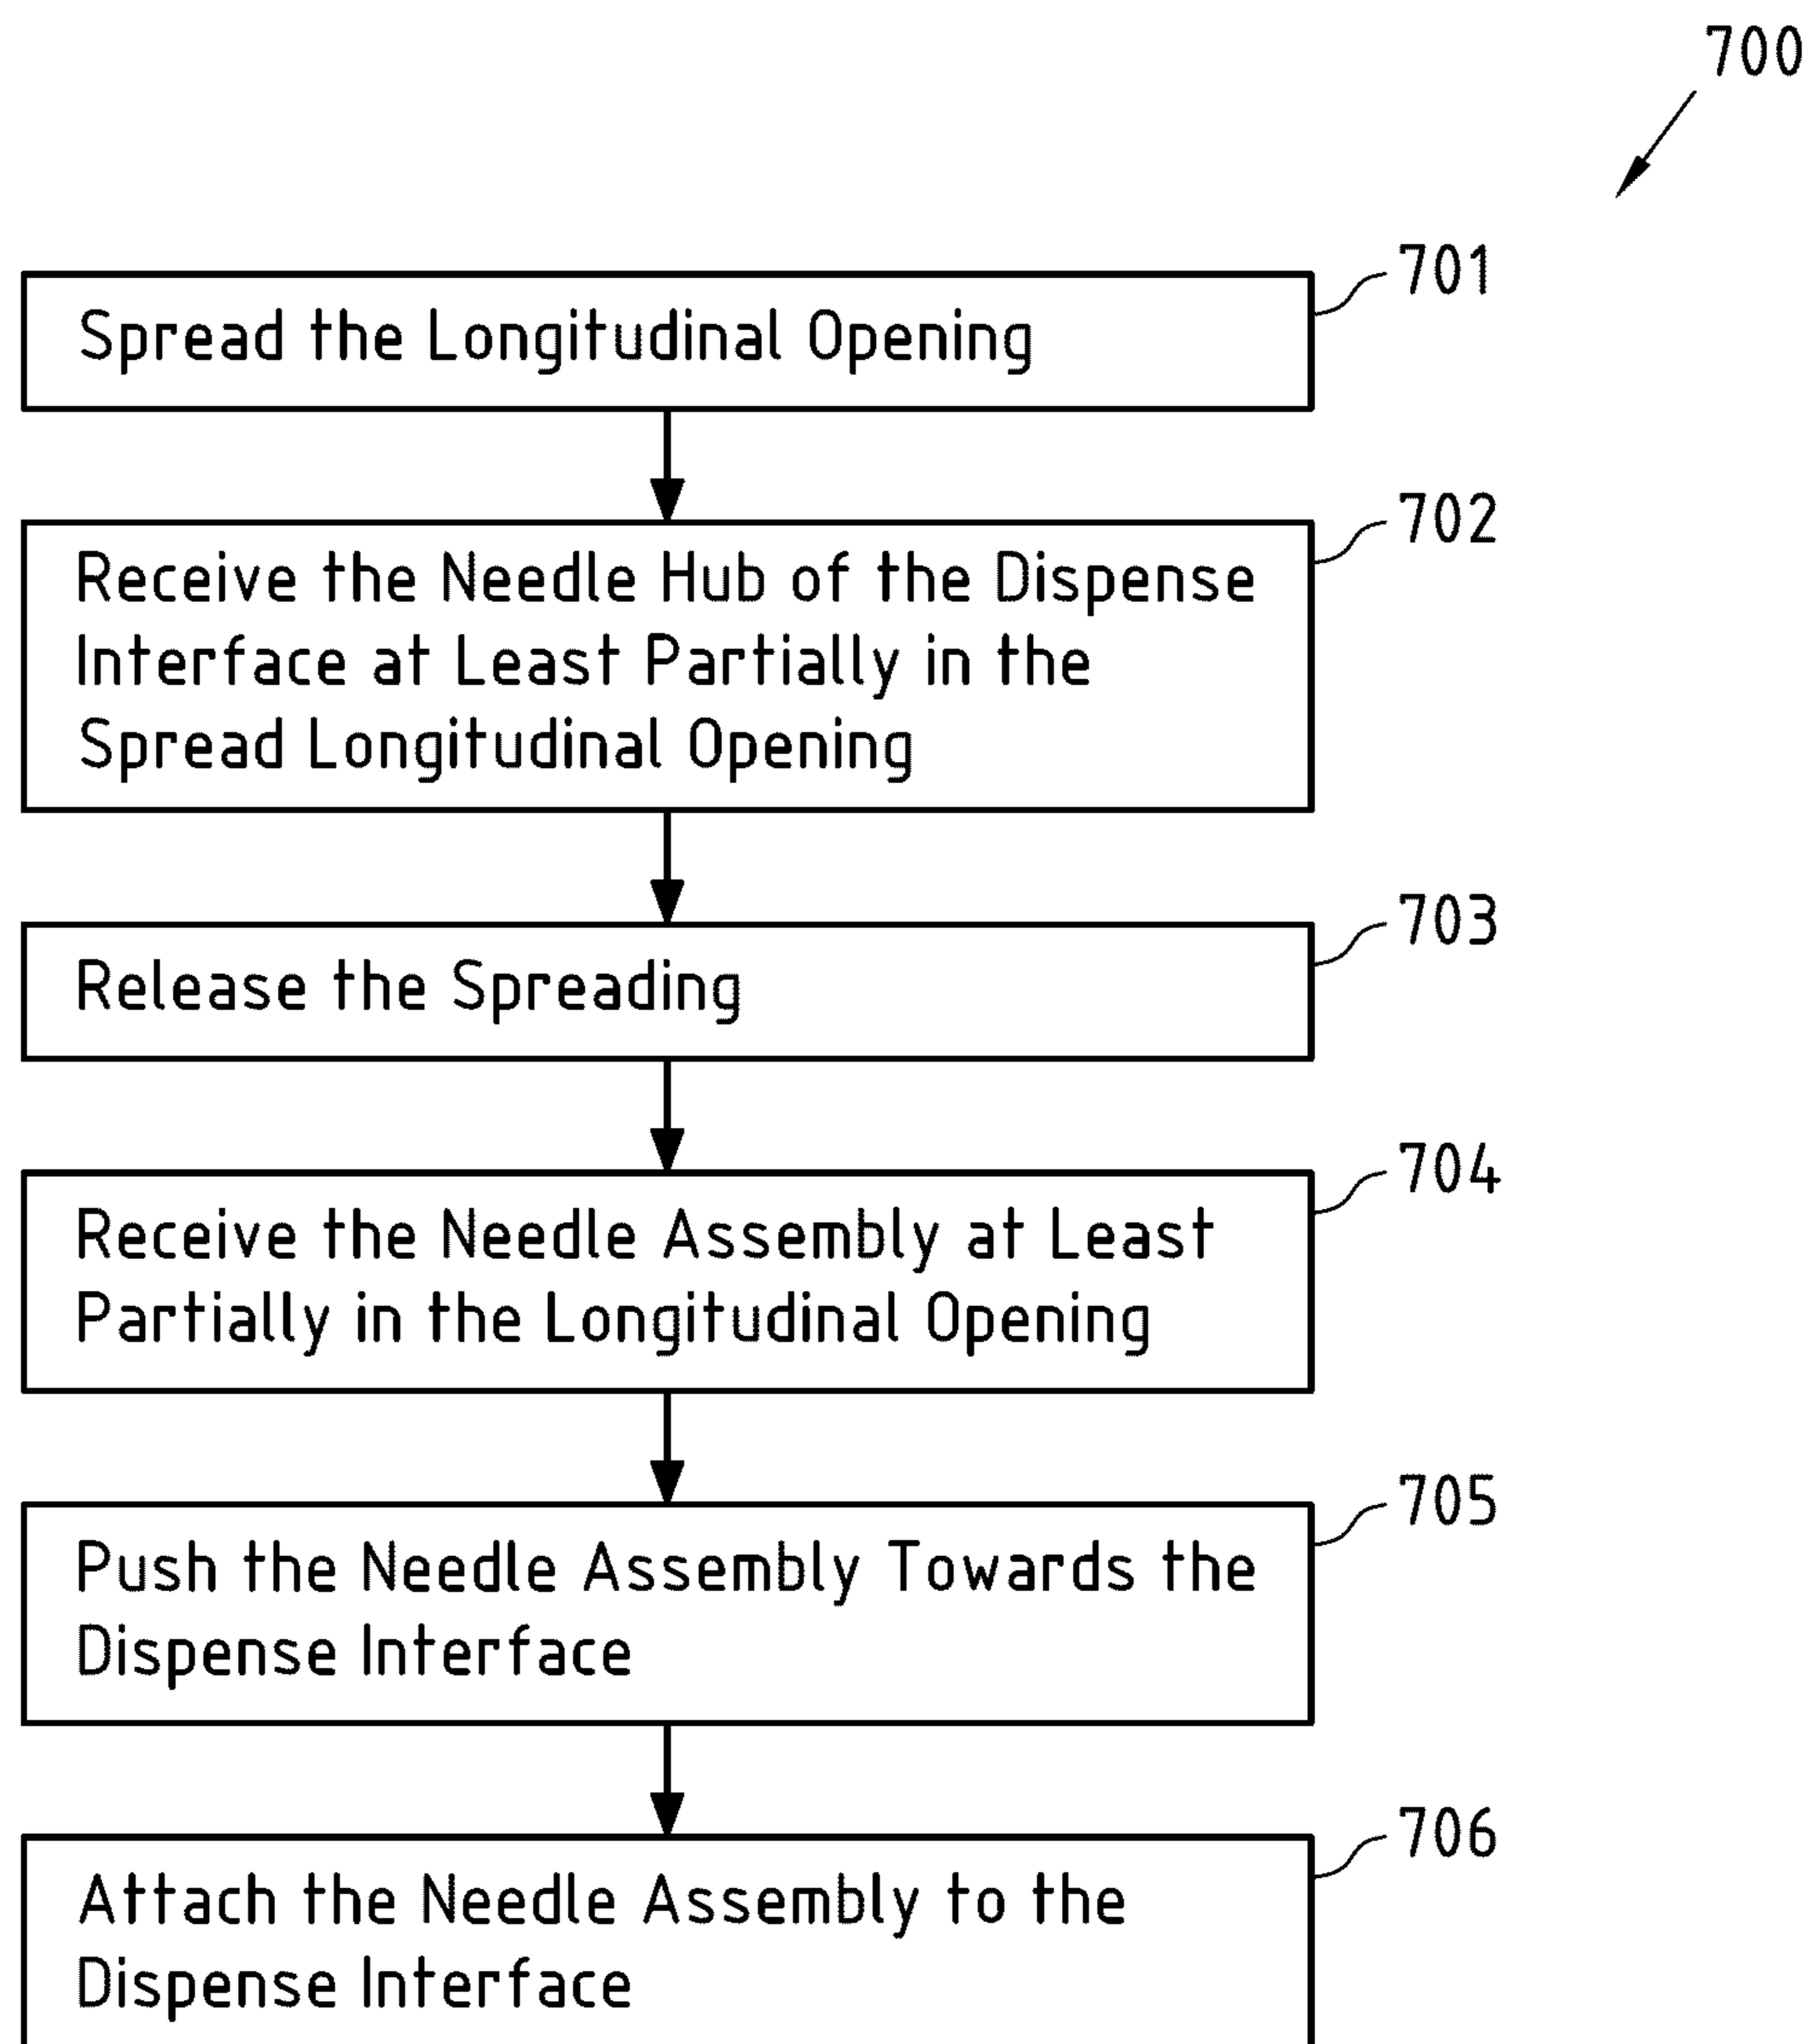 700
701
Spread the Longitudinal Opening
702
Receive the Needle Hub of the Dispense
Interface at Least Partially in the
Spread Longitudinal Opening
703
Release the Spreading
704
Receive the Needle Assembly at Least
Partially in the Longitudinal Opening
705
Push the Needle Assembly Towards the
Dispense Interface
706
Attach the Needle Assembly to the
Dispense Interface